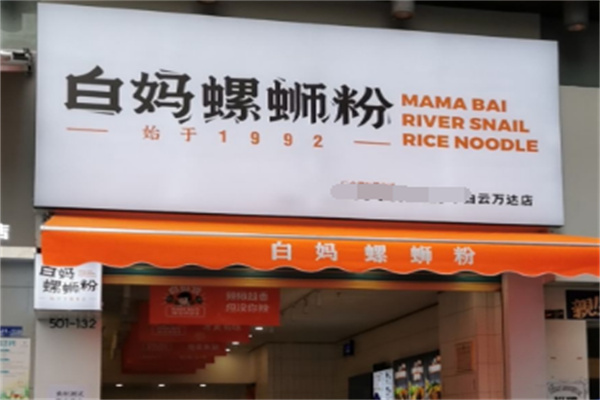 白妈螺蛳粉
始于1992
MAMA BAI
RIVER SNAIL
RICE NOODLE
白云万达店
白妈螺蛳粉
白妈
螺蛳粉
501-132